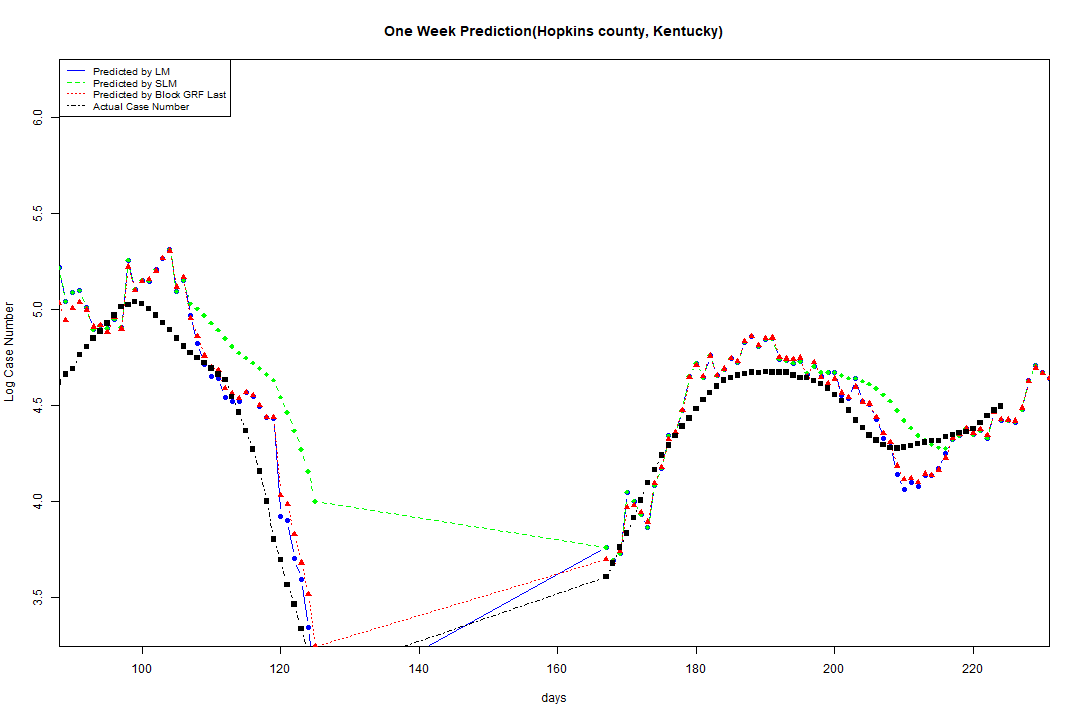 One Week Prediction(Hopkins county, Kentucky)
Predicted by LM
Predicted by SLM
Predicted by Block GRF Last
Actual Case Number
Log Case Number
6.0
5.5
5.0
4.5
4.0
3.5
100 120 140 160 180 200 220
days